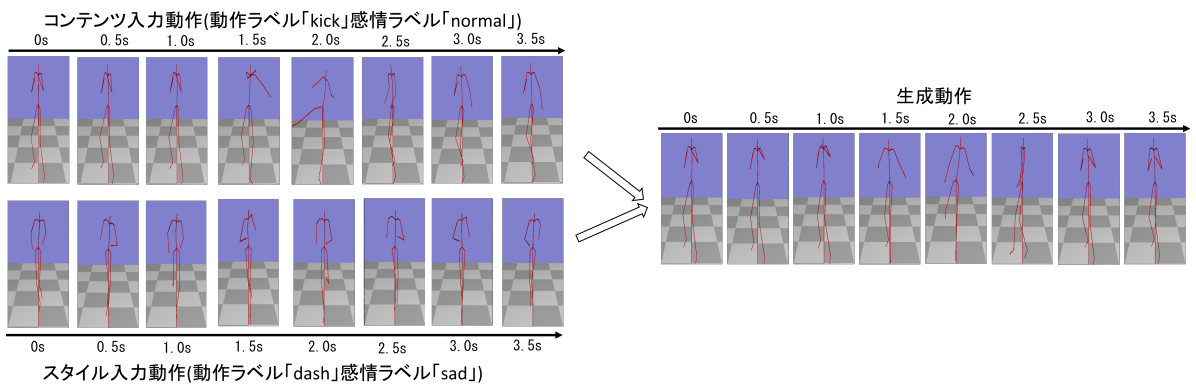 コンテンツ入力動作(動作ラベル「kick」感情ラベル「normal」)
0s 0.5s 1.0s 1.5s 2.0s 2.5s 3.0s 3.5s
生成動作
0s 0.5s 1.0s 1.5s 2.0s 2.5s 3.0s 3.5s
0s 0.5s 1.0s 1.5s 2.0s 2.5s 3.0s 3.5s
スタイル入力動作(動作ラベル「dash」感情ラベル「sad」)